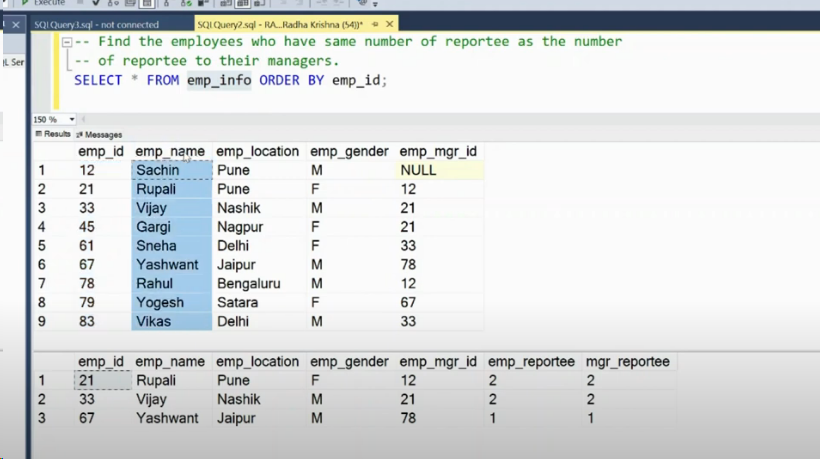 Execute
SQLQuery3.sql - not connected
SQLQuery2.sql - RA...Radha Krishna (54))*
-- Find the employees who have same number of reportee as the number
-- of reportee to their managers.
SELECT * FROM emp_info ORDER BY emp_id;
150 %
Results Messages
emp_id emp_name emp_location emp_gender emp_mgr_id
1 12 Sachin Pune M NULL
2 21 Rupali Pune F 12
3 33 Vijay Nashik M 21
4 45 Gargi Nagpur F 21
5 61 Sneha Delhi F 33
6 67 Yashwant Jaipur M 78
7 78 Rahul Bengaluru M 12
8 79 Yogesh Satara F 67
9 83 Vikas Delhi M 33
emp_id emp_name emp_location emp_gender emp_mgr_id emp_reportee mgr_reportee
1 21 Rupali Pune F 12 2 2
2 33 Vijay Nashik M 21 2 2
3 67 Yashwant Jaipur M 78 1 1